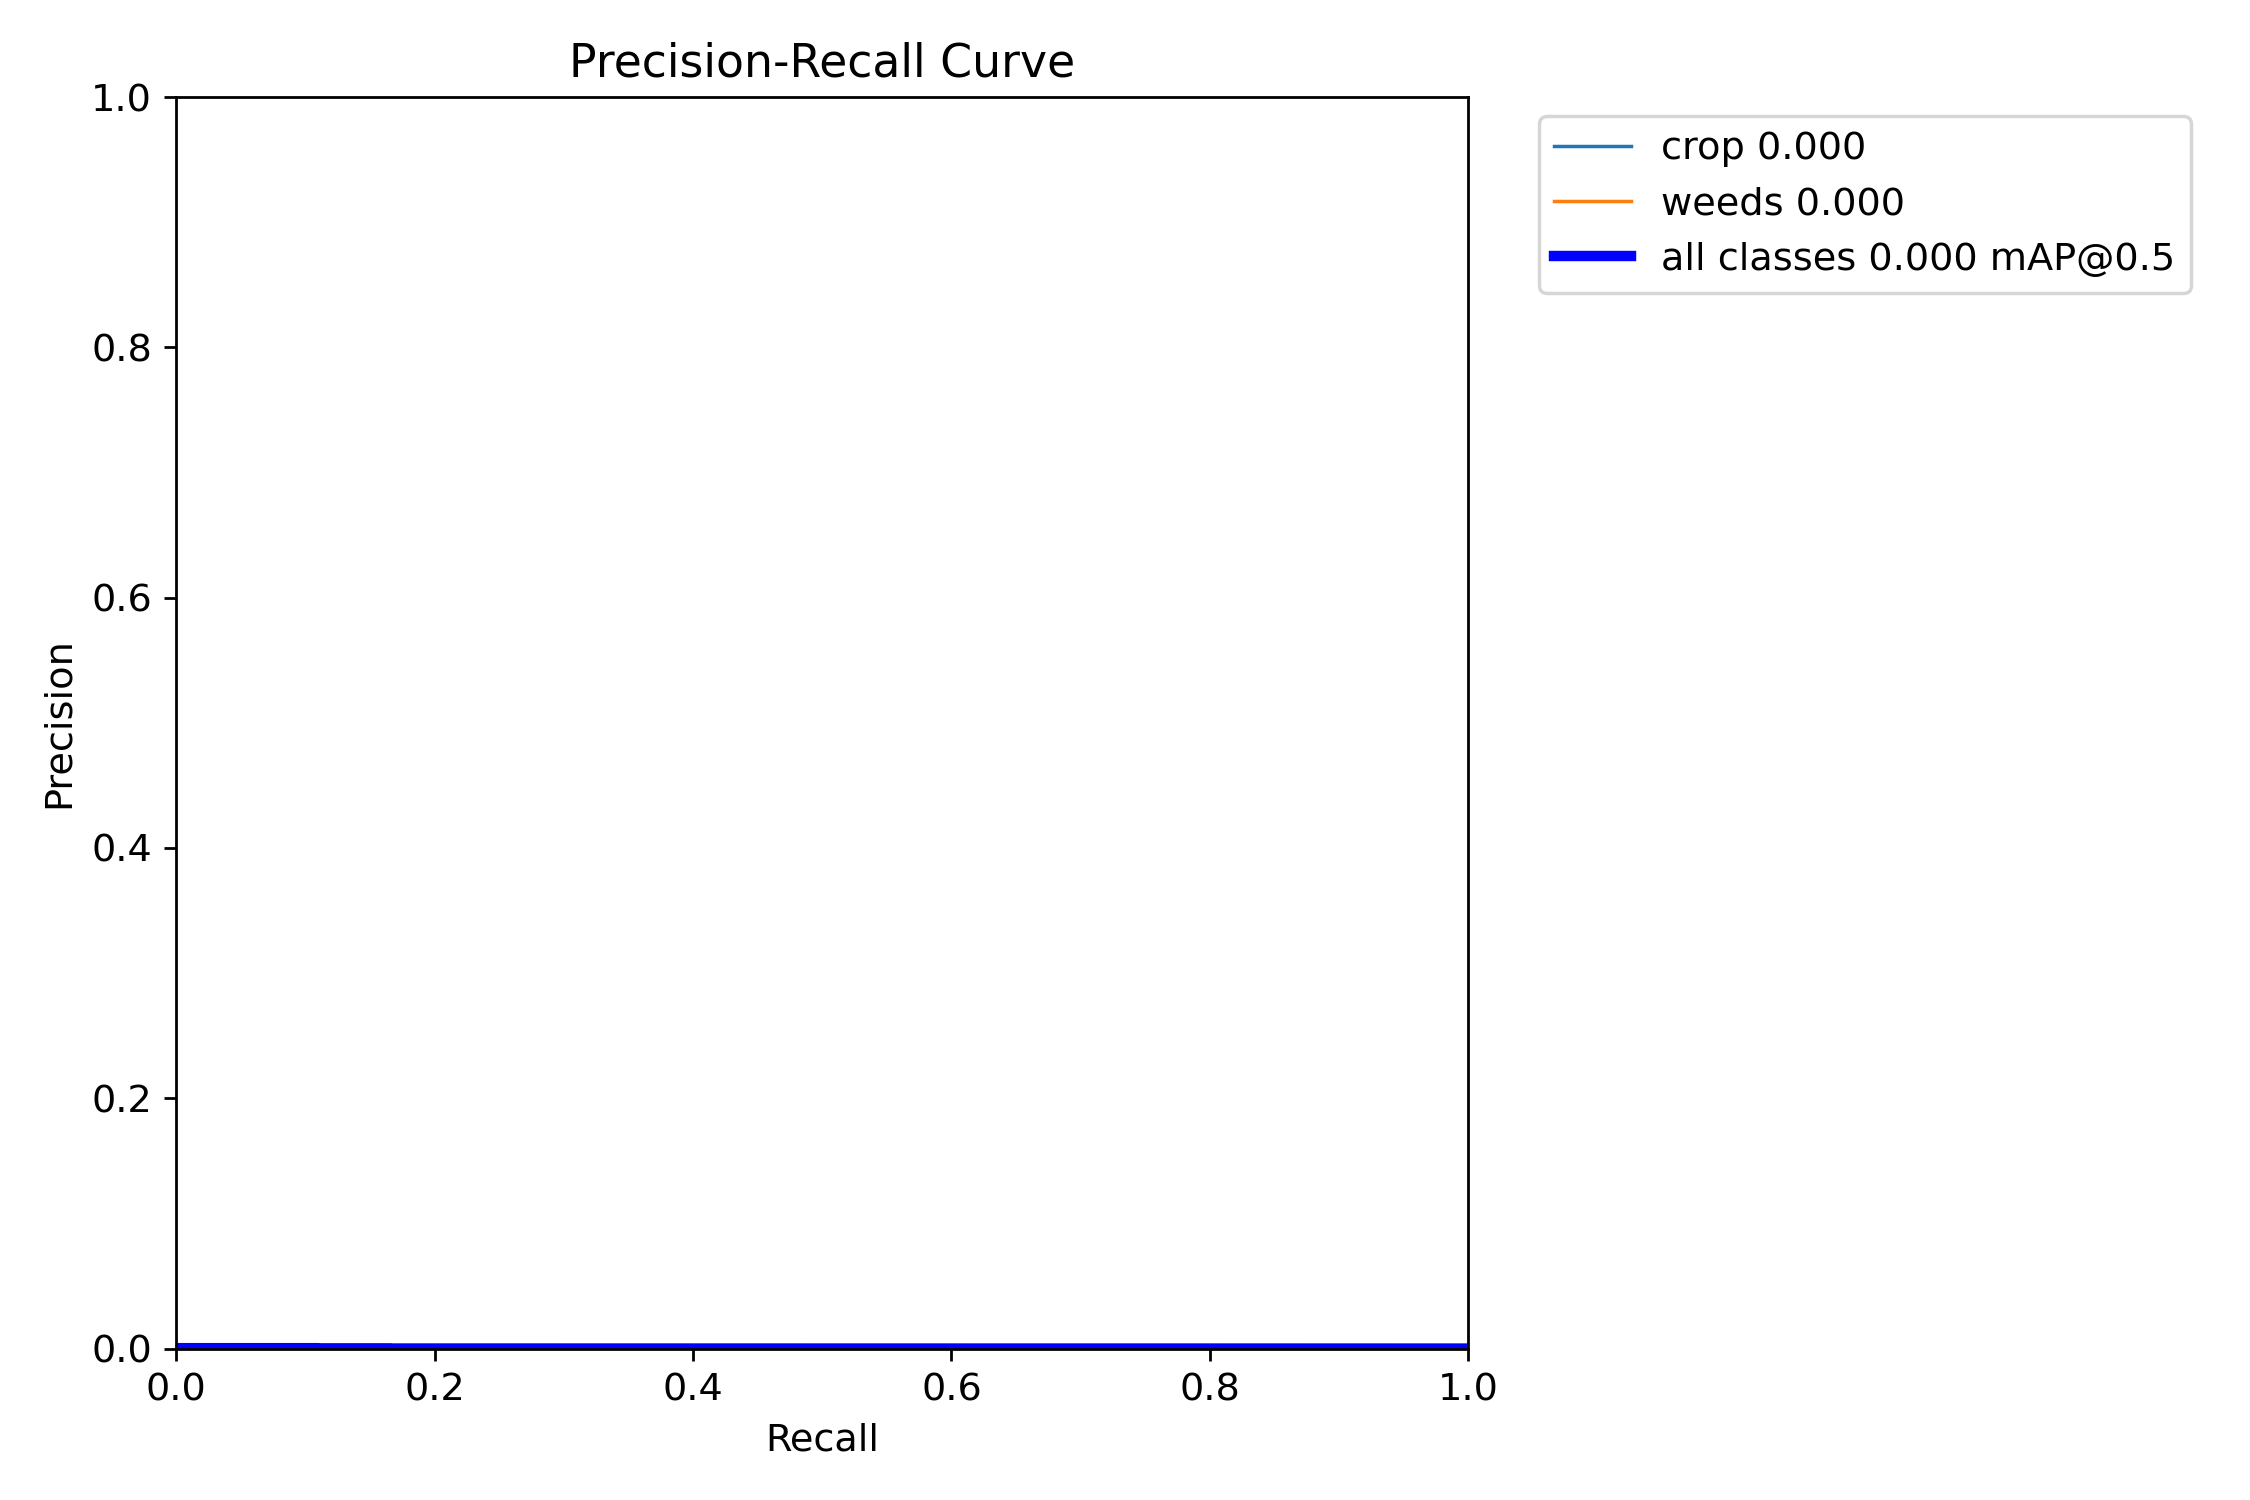 Precision-Recall Curve
1.0
0.8
0.6
0.4
0.2
0.0
Precision
0.0 0.2 0.4 0.6 0.8 1.0
Recall
crop 0.000
weeds 0.000
all classes 0.000 mAP@0.5